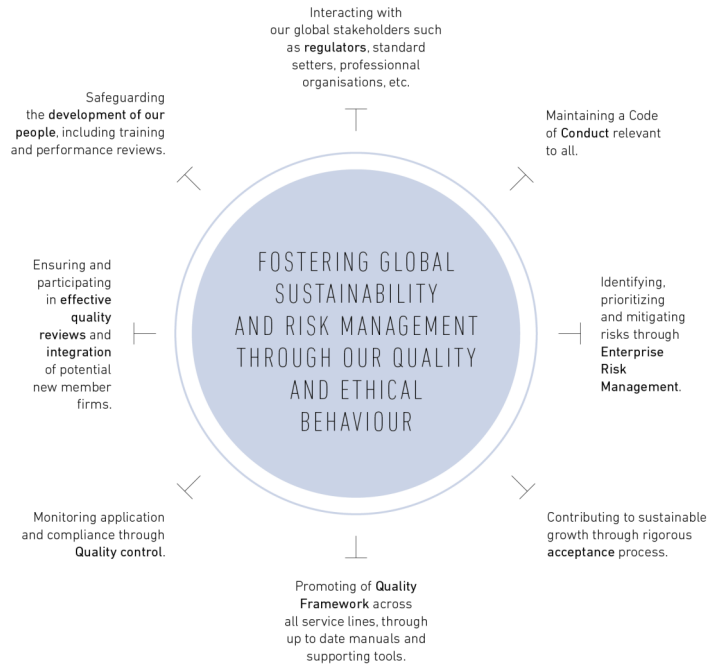 Interacting with
our global stakeholders such
as regulators, standard
setters, professionnal
organisations, etc.
Safeguarding
the development of our
people, including training
and performance reviews.
Maintaining a Code
of Conduct relevant
to all.
Ensuring and
participating
in effective
quality
reviews and
integration
of potential
new member
firms.
FOSTERING GLOBAL
SUSTAINABILITY
AND RISK MANAGEMENT
THROUGH OUR QUALITY
AND ETHICAL
BEHAVIOUR
Identifying,
prioritizing
and mitigating
risks through
Enterprise
Risk
Management.
Monitoring application
and compliance through
Quality control.
Contributing to sustainable
growth through rigorous
acceptance process.
Promoting of Quality
Framework across
all service lines, through
up to date manuals and
supporting tools.